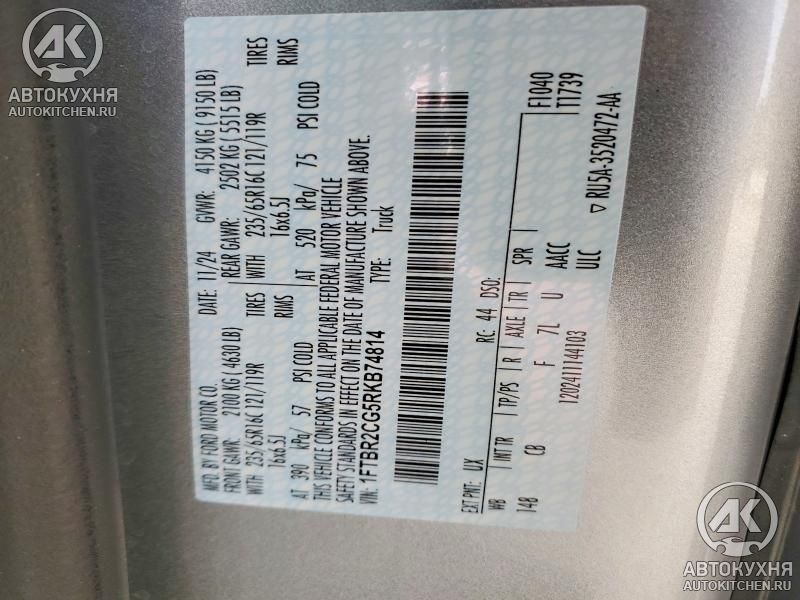 MFD. BY FORD MOTOR CO. DATE: 11/24 GVWR: 4150 KG ( 9150 LB)
FRONT GAWR: 2100 KG ( 4630 LB) REAR GAWR: 2502 KG ( 5515 LB)
WITH 235/65R16C 121/119R TIRES WITH 235/65R16C 121/119R TIRES
16x6.5J RIMS 16x6.5J RIMS
AT 390 kPa/ 57 PSI COLD AT 520 kPa/ 75 PSI COLD
THIS VEHICLE CONFORMS TO ALL APPLICABLE FEDERAL MOTOR VEHICLE
SAFETY STANDARDS IN EFFECT ON THE DATE OF MANUFACTURE SHOWN ABOVE.
VIN: 1FTBR2CG5RKB74814 TYPE: Truck
EXT PNT: UX RC: 44 DSO: F1040
WB INT TR TP/PS R AXLE TR SPR T1739
148 CB F 7L U AACC
1202411144103 ULC ▽ RU5A-3520472-AA
АК
АВТОКУХНЯ
AUTOKITCHEN.RU
АК
АВТОКУХНЯ
AUTOKITCHEN.RU